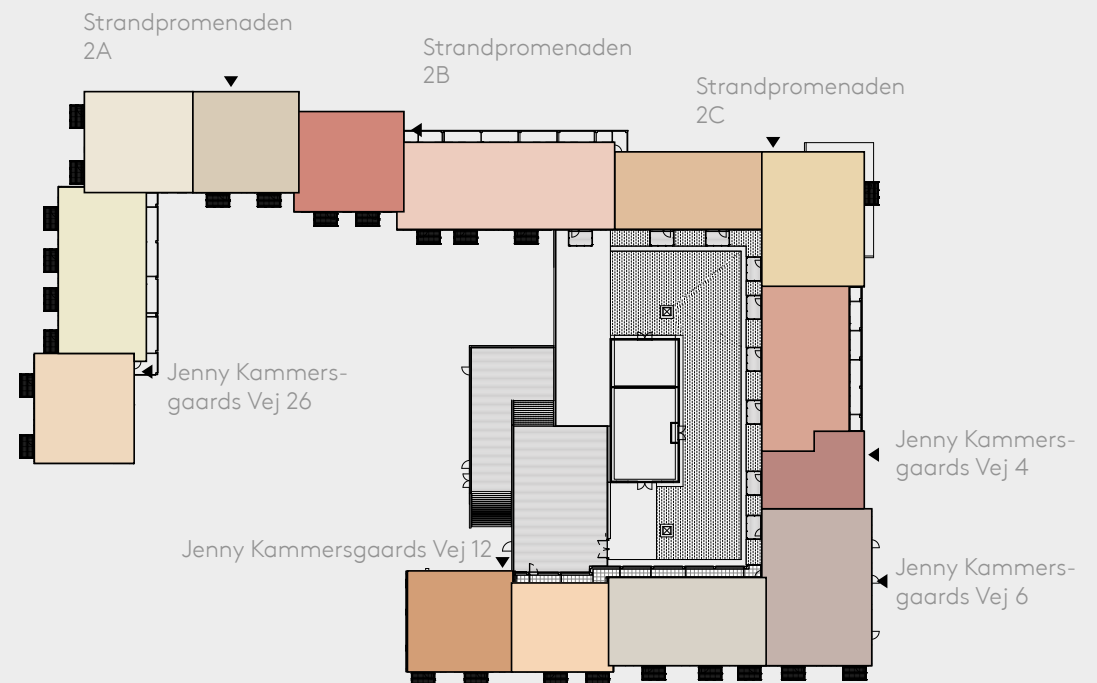 Strandpromenaden
2A
Strandpromenaden
2B
Strandpromenaden
2C
Jenny Kammers-
gaards Vej 26
Jenny Kammers-
gaards Vej 4
Jenny Kammersgaards Vej 12
Jenny Kammers-
gaards Vej 6